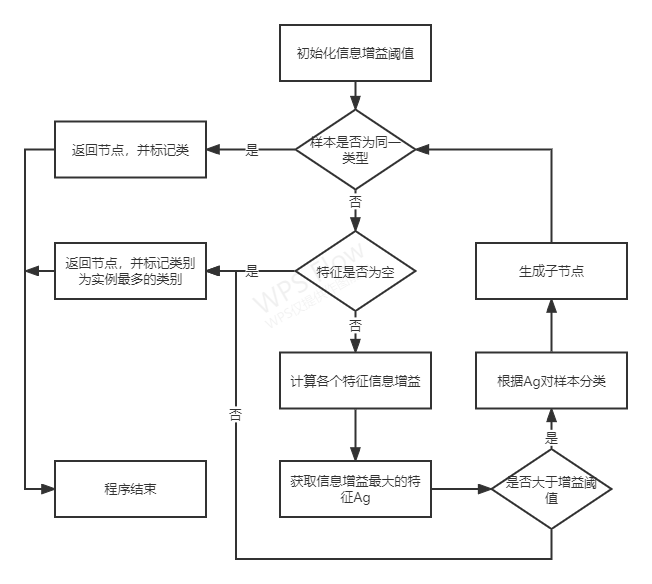 初始化信息增益阈值
样本是否为同一
类型
是
返回节点，并标记类
否
特征是否为空
是
返回节点，并标记类别
为实例最多的类别
生成子节点
否
计算各个特征信息增益
根据Ag对样本分类
否
是
获取信息增益最大的特
征Ag
是否大于增益阈
值
程序结束